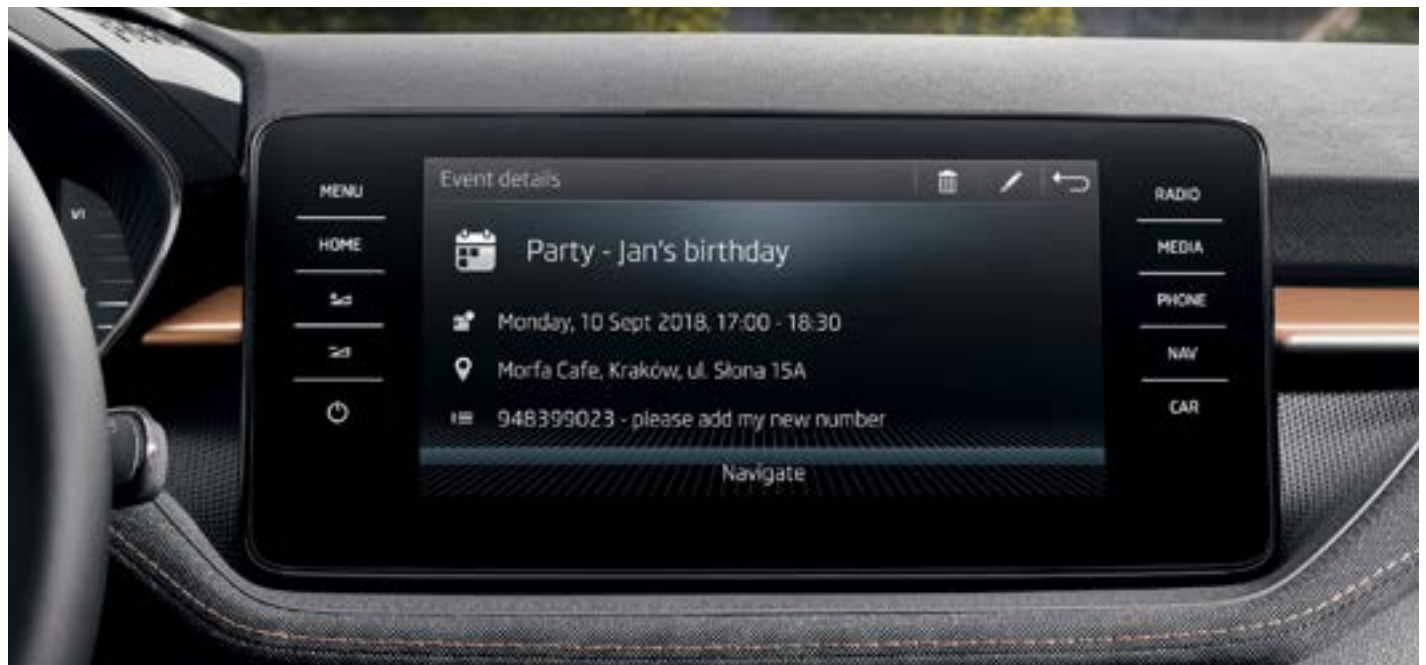 MENU
HOME
Event details
Party - Jan's birthday
Monday, 10 Sept 2018, 17:00 - 18:30
Morfa Cafe, Kraków, ul. Słona 15A
948399023 - please add my new number
Navigate
RADIO
MEDIA
PHONE
NAV
CAR